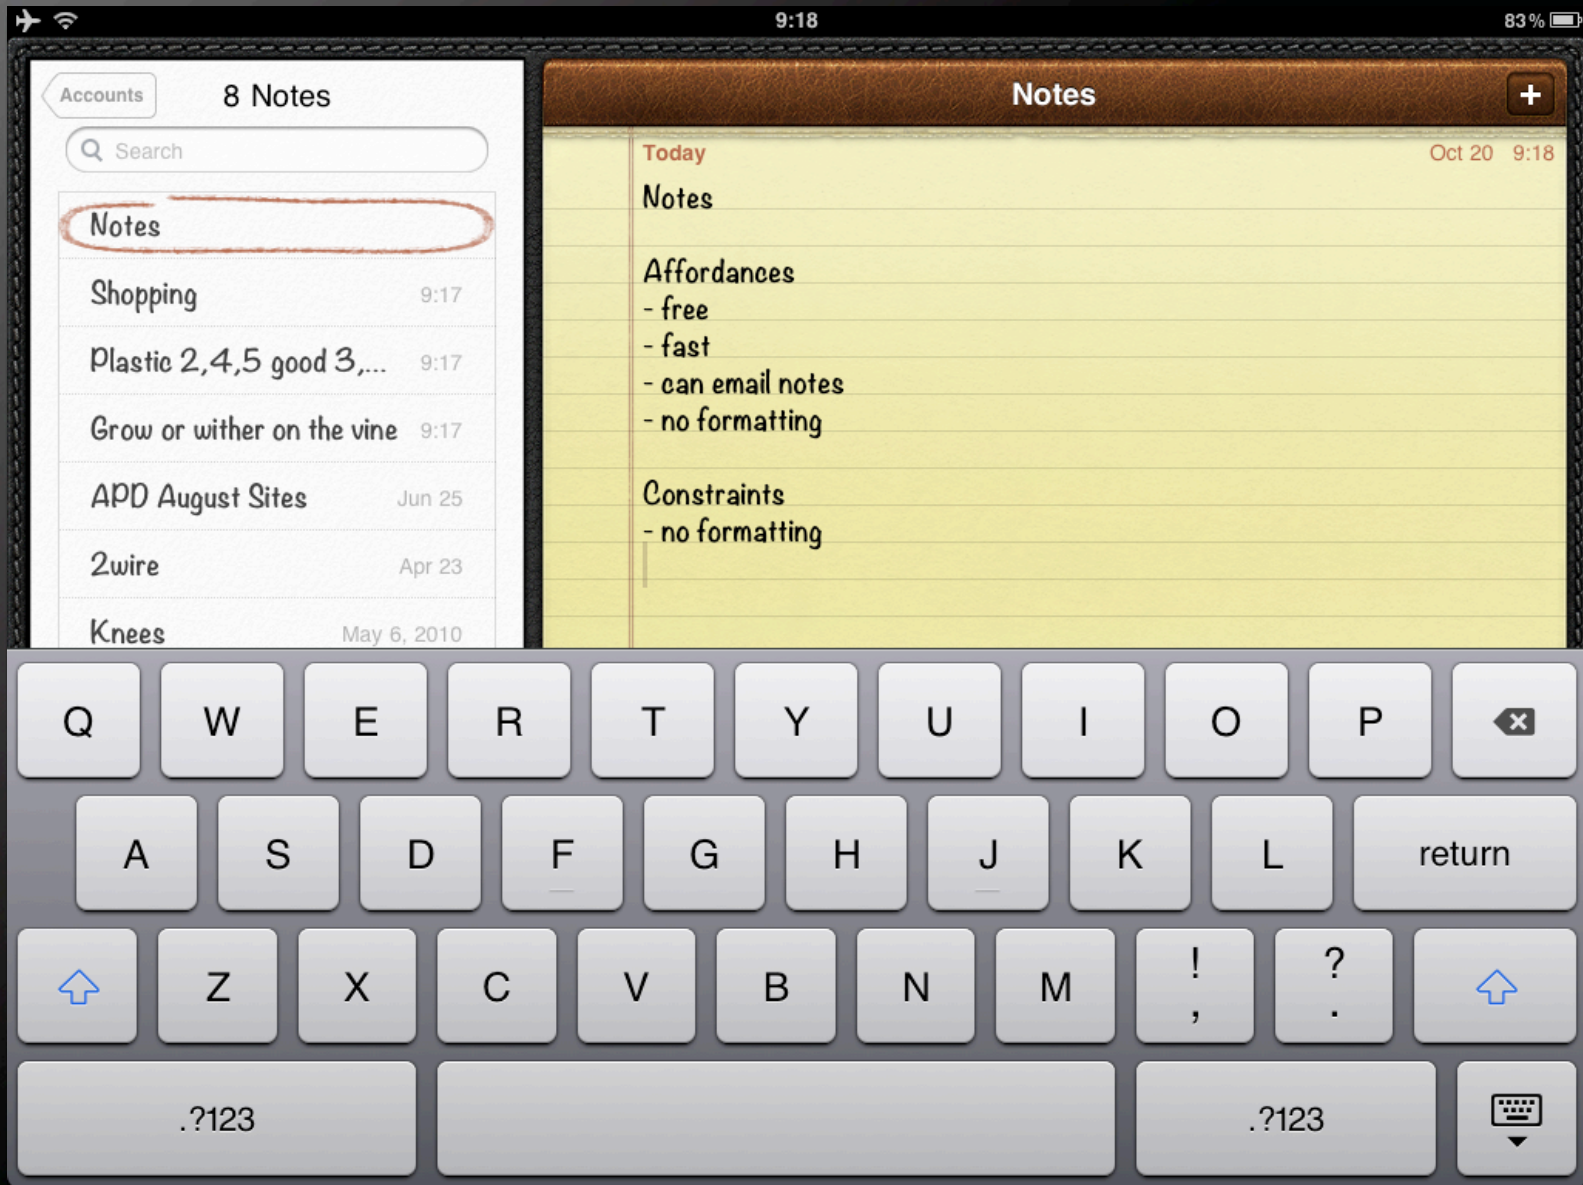 9:18
83%
Accounts
8 Notes
Search
Notes
Shopping 9:17
Plastic 2,4,5 good 3,... 9:17
Grow or wither on the vine 9:17
APD August Sites Jun 25
2wire Apr 23
Knees May 6, 2010
Notes
+
Today Oct 20 9:18
Notes
Affordances
- free
- fast
- can email notes
- no formatting
Constraints
- no formatting
Q W E R T Y U I O P
A S D F G H J K L return
Z X C V B N M ! , ? .
.?123 .?123